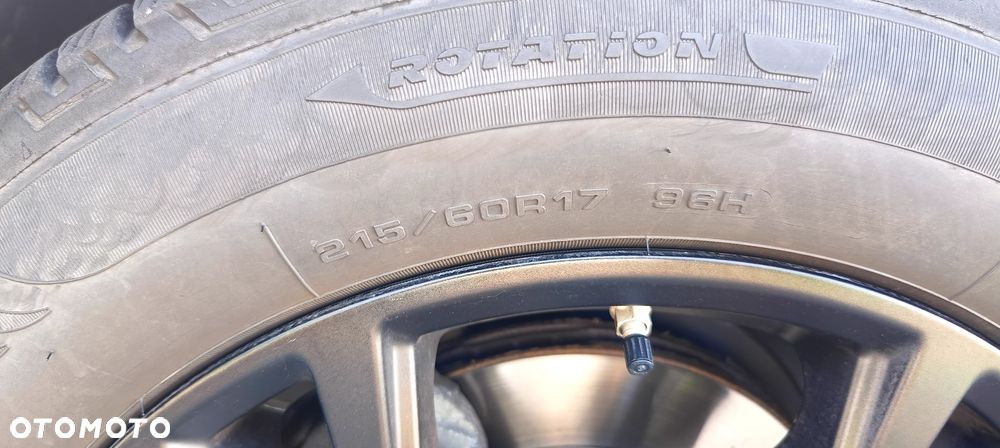 ROTATION
215/60R17 96H
OTOMOTO